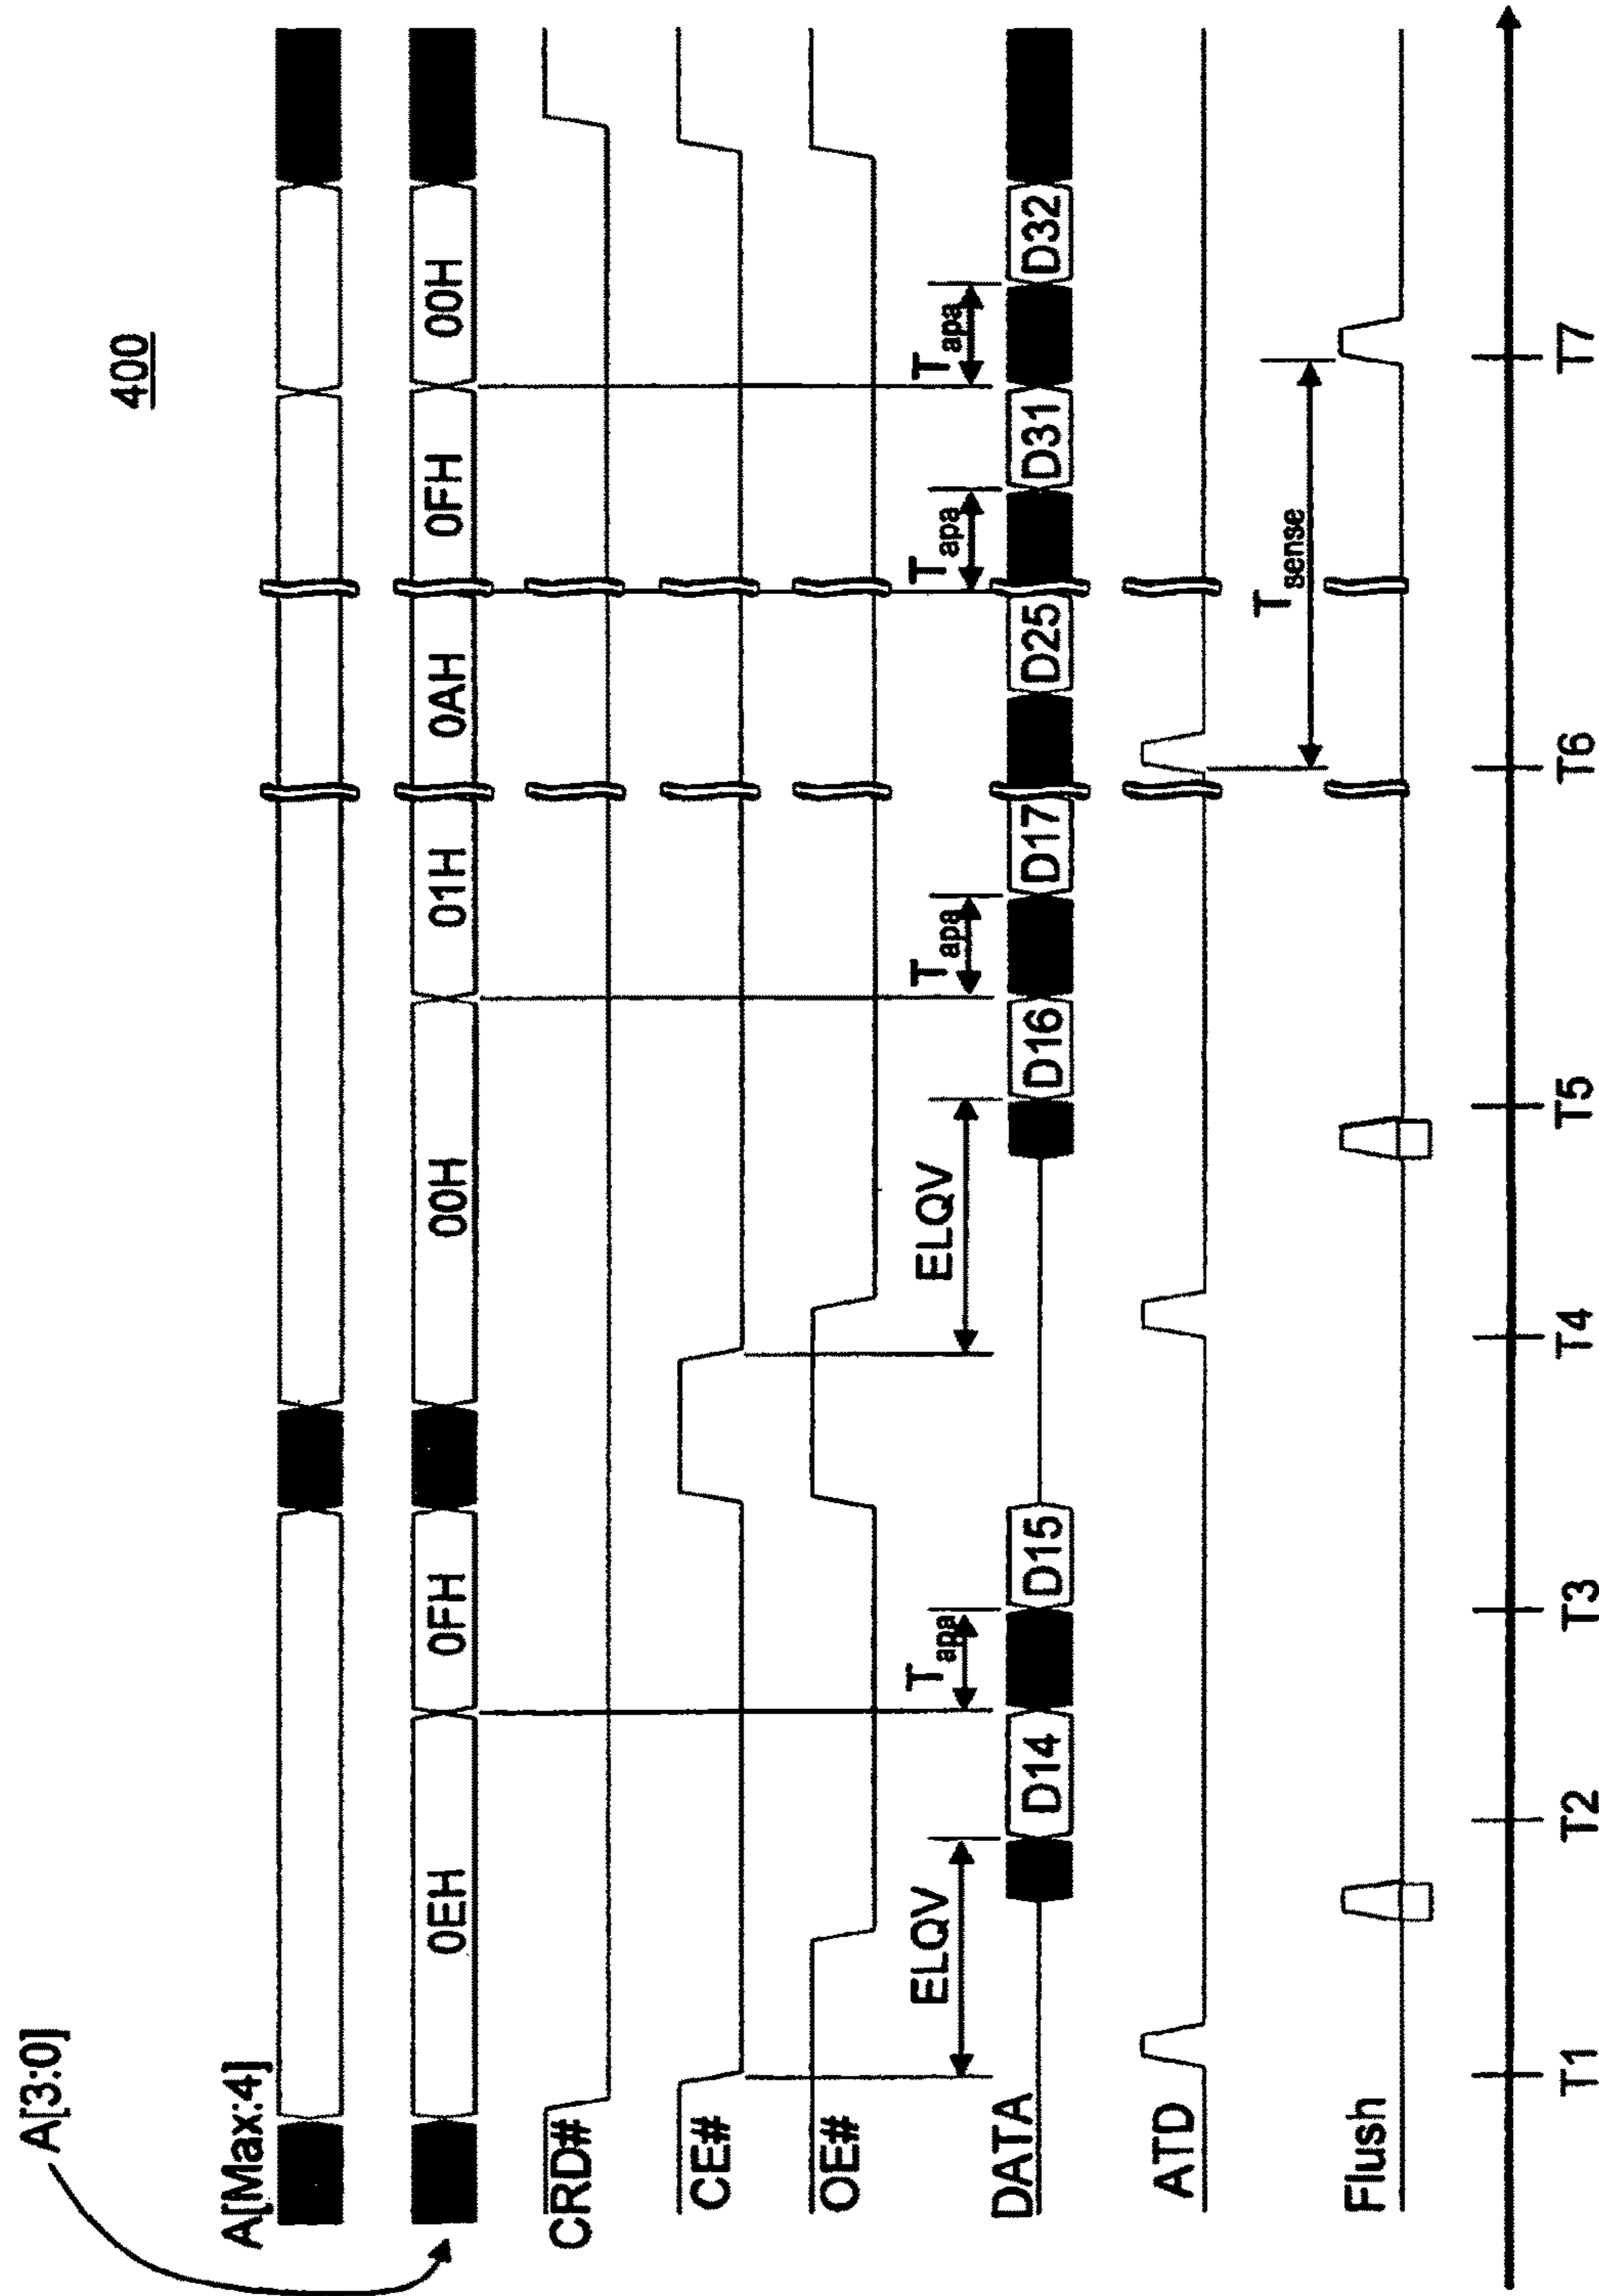 400
A[3:0]
A[Max:4]
0EH 0FH 00H 01H 0AH 0FH 00H
CRD#
CE#
OE#
ELQV Tapa ELQV Tapa Tapa Tapa
DATA D14 D15 D16 D17 D25 D31 D32
ATD
Tsense
Flush
T1 T2 T3 T4 T5 T6 T7